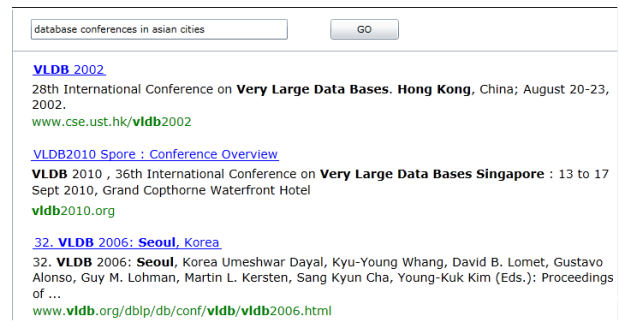 database conferences in asian cities
GO
VLDB 2002
28th International Conference on Very Large Data Bases. Hong Kong, China; August 20-23,
2002.
www.cse.ust.hk/vldb2002
VLDB2010 Spore : Conference Overview
VLDB 2010 , 36th International Conference on Very Large Data Bases Singapore : 13 to 17
Sept 2010, Grand Copthorne Waterfront Hotel
vldb2010.org
32. VLDB 2006: Seoul, Korea
32. VLDB 2006: Seoul, Korea Umeshwar Dayal, Kyu-Young Whang, David B. Lomet, Gustavo
Alonso, Guy M. Lohman, Martin L. Kersten, Sang Kyun Cha, Young-Kuk Kim (Eds.): Proceedings
of ...
www.vldb.org/dblp/db/conf/vldb/vldb2006.html